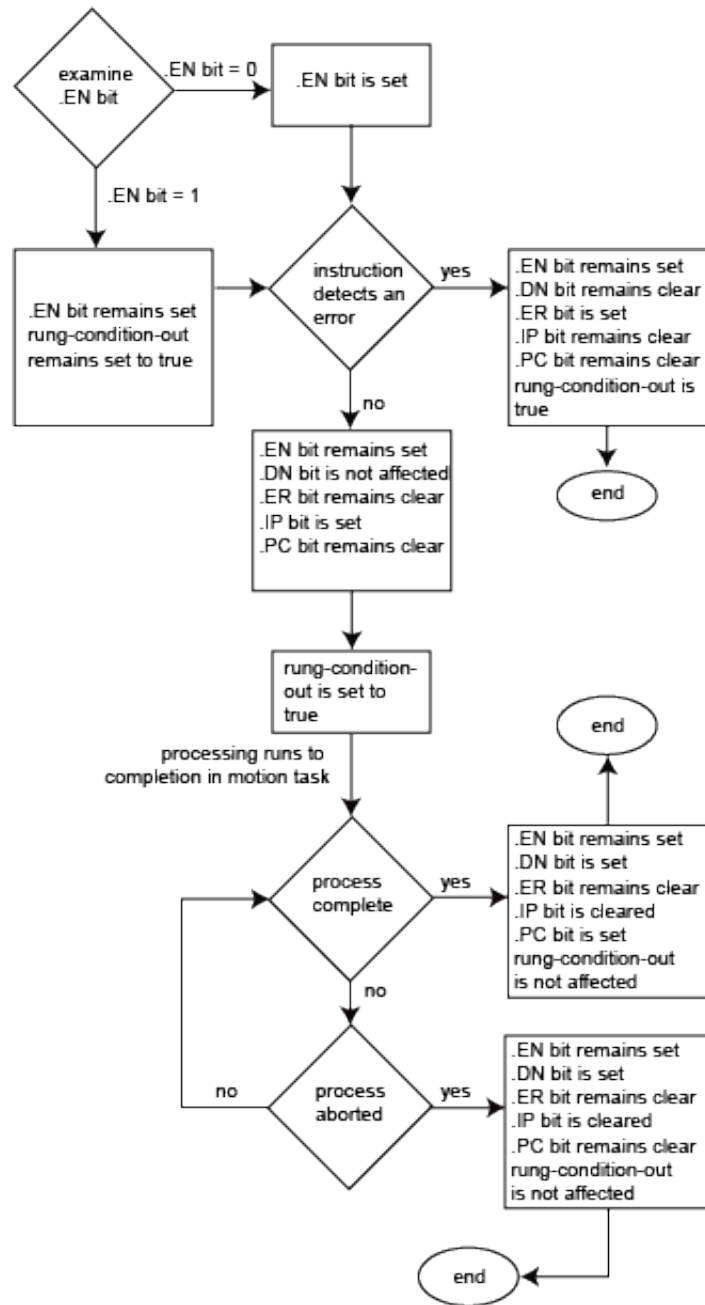 examine
.EN bit
.EN bit = 0
.EN bit is set
.EN bit = 1
.EN bit remains set
rung-condition-out
remains set to true
instruction
detects an
error
yes
.EN bit remains set
.DN bit remains clear
.ER bit is set
.IP bit remains clear
.PC bit remains clear
rung-condition-out is
true
end
no
.EN bit remains set
.DN bit is not affected
.ER bit remains clear
.IP bit is set
.PC bit remains clear
rung-condition-
out is set to
true
processing runs to
completion in motion task
process
complete
yes
end
.EN bit remains set
.DN bit is set
.ER bit remains clear
.IP bit is cleared
.PC bit is set
rung-condition-out
is not affected
no
process
aborted
no
yes
.EN bit remains set
.DN bit is set
.ER bit remains clear
.IP bit is cleared
.PC bit remains clear
rung-condition-out
is not affected
end